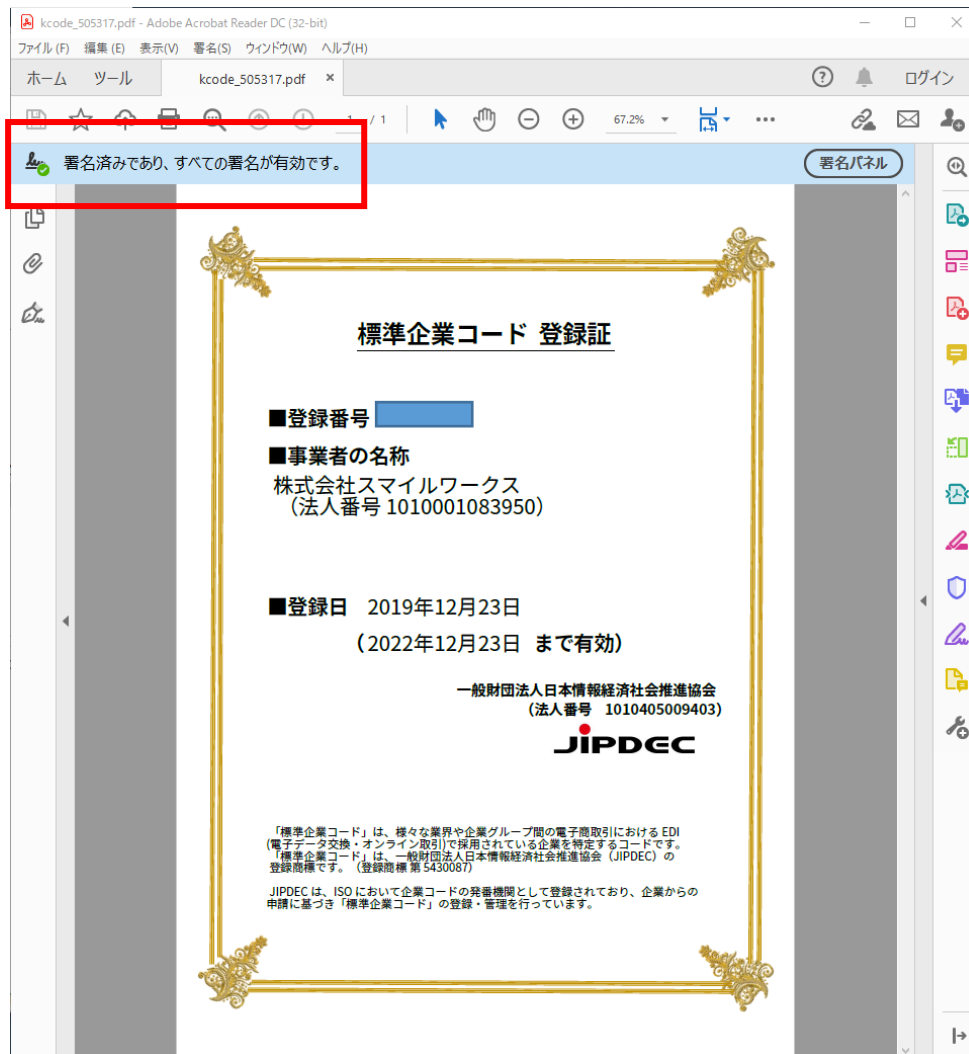 kcode_505317.pdf - Adobe Acrobat Reader DC (32-bit)
ファイル(F) 編集(E) 表示(V) 署名(S) ウィンドウ(W) ヘルプ(H)
ホーム ツール kcode_505317.pdf × ログイン
1 / 1 67.2%
署名済みであり、すべての署名が有効です。 署名パネル
標準企業コード 登録証
■登録番号
■事業者の名称
株式会社スマイルワークス
(法人番号 1010001083950)
■登録日 2019年12月23日
(2022年12月23日 まで有効)
一般財団法人日本情報経済社会推進協会
(法人番号 1010405009403)
JIPDEC
「標準企業コード」は、様々な業界や企業グループ間の電子商取引における EDI
(電子データ交換・オンライン取引)で採用されている企業を特定するコードです。
「標準企業コード」は、一般財団法人日本情報経済社会推進協会(JIPDEC)の
登録商標です。(登録商標 第 5430087)
JIPDEC は、ISO において企業コードの発番機関として登録されており、企業からの
申請に基づき「標準企業コード」の登録・管理を行っています。